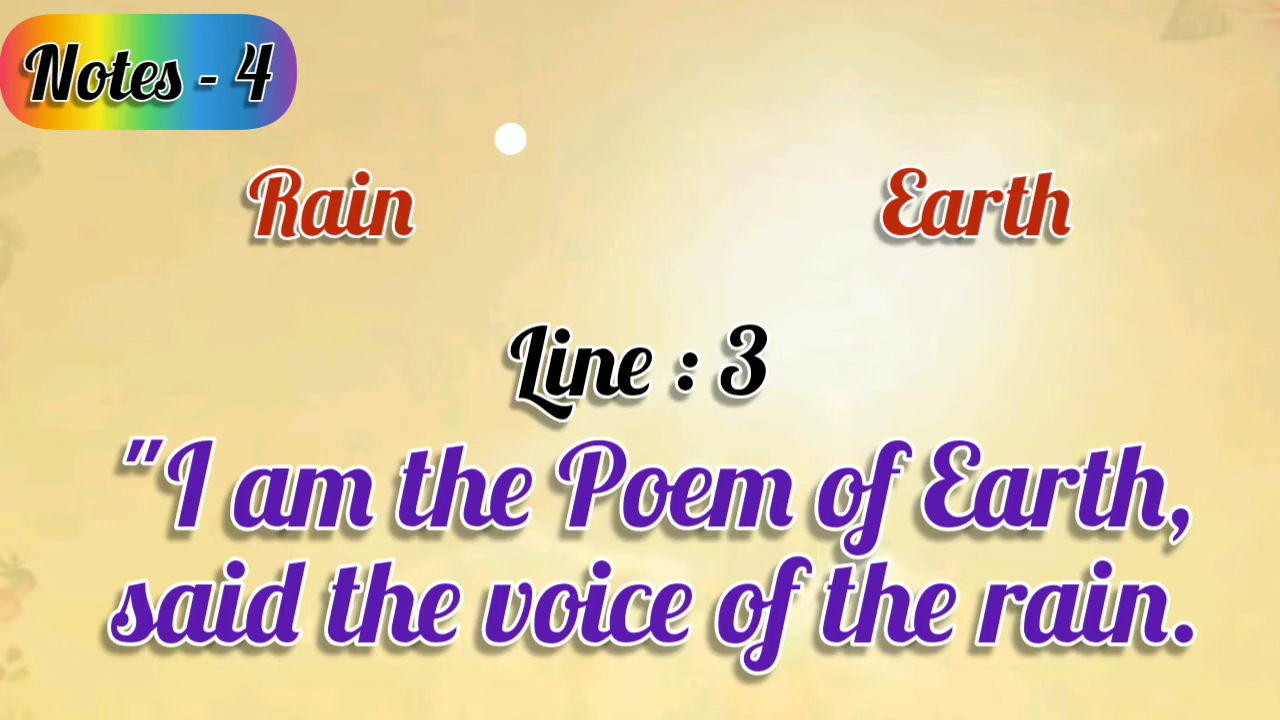 Notes - 4
Rain Earth
Line : 3
"I am the Poem of Earth,
said the voice of the rain.